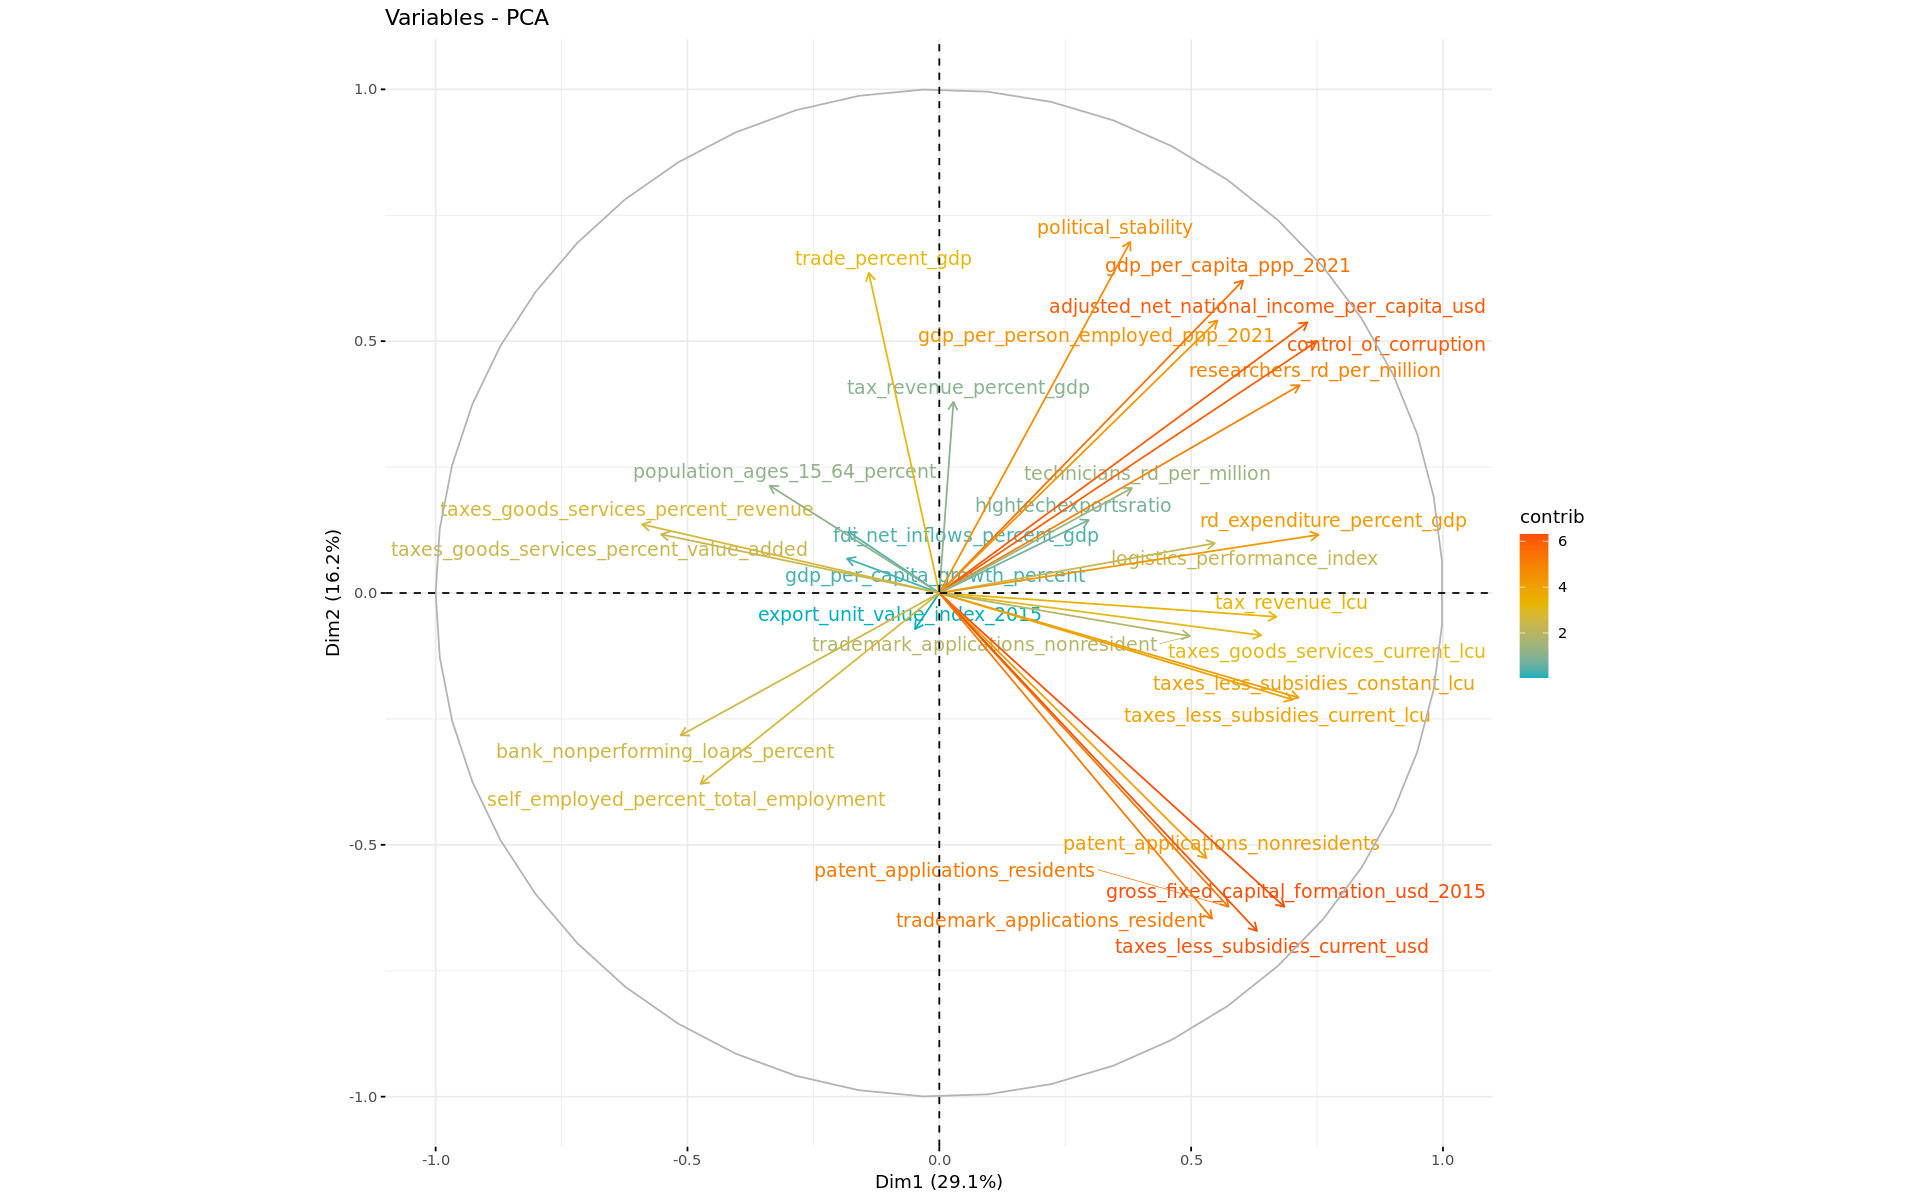 Variables - PCA
1.0
political_stability
trade_percent_gdp
gdp_per_capita_ppp_2021
adjusted_net_national_income_per_capita_usd
gdp_per_person_employed_ppp_2021
0.5
control_of_corruption
researchers_rd_per_million
tax_revenue_percent_gdp
population_ages_15_64_percent
technicians_rd_per_million
hightechexportsratio
taxes_goods_services_percent_revenue
rd_expenditure_percent_gdp
fdi_net_inflows_percent_gdp
taxes_goods_services_percent_value-added
logistics_performance_index
gdp_per_capita_growth_percent
0.0
tax_revenue_lcu
export_unit_value_index_2015
trademark_applications_nonresident
taxes_goods_services_current_lcu
taxes_less_subsidies_constant_lcu
taxes_less_subsidies_current_lcu
bank_nonperforming_loans_percent
self_employed_percent_total_employment
patent_applications_nonresidents
-0.5
patent_applications_residents
gross_fixed_capital_formation_usd_2015
trademark_applications_resident
taxes_less_subsidies_current_usd
-1.0
-1.0 -0.5 0.0 0.5 1.0
Dim1 (29.1%)
Dim2 (16.2%)
contrib
6
4
2